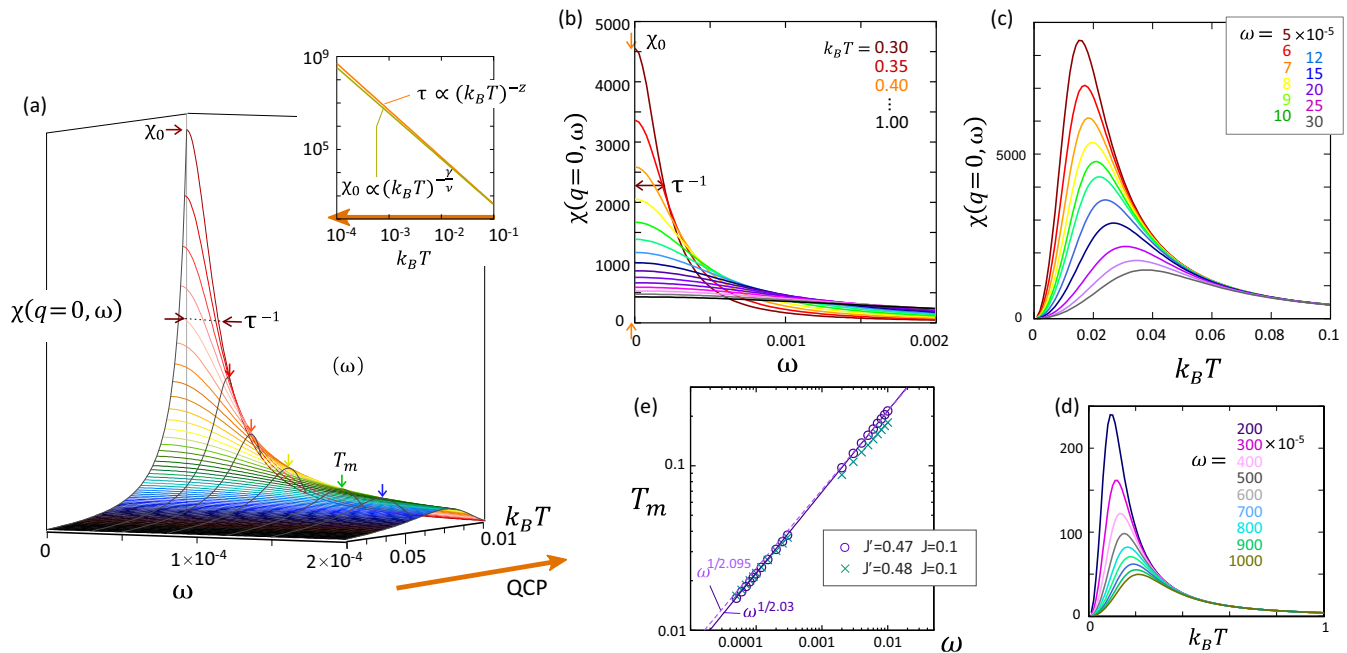 (a)
χ₀
χ(q=0, ω)
τ⁻¹
(ω)
T_m
k_BT
0.01
0.05
0
1×10⁻⁴
2×10⁻⁴
ω
QCP
10⁹
10⁵
τ ∝ (k_BT)^{-z}
χ₀ ∝(k_BT)^{-γ/ν}
10⁻⁴ 10⁻³ 10⁻² 10⁻¹
k_BT
(b)
χ(q=0, ω)
5000
4500
4000
3500
3000
2500
2000
1500
1000
500
0
χ₀
k_BT = 0.30
0.35
0.40
⋮
1.00
τ⁻¹
0 0.001 0.002
ω
(c)
χ(q=0, ω)
5000
0
ω = 5 ×10⁻⁵
6 12
7 15
8 20
9 25
10 30
0 0.02 0.04 0.06 0.08 0.1
k_BT
(e)
T_m
0.1
0.01
ω^{1/2.095}
ω^{1/2.03}
J'=0.47 J=0.1
J'=0.48 J=0.1
0.0001 0.001 0.01
ω
(d)
200
100
50
0
200
300 ×10⁻⁵
ω = 400
500
600
700
800
900
1000
0 1
k_BT